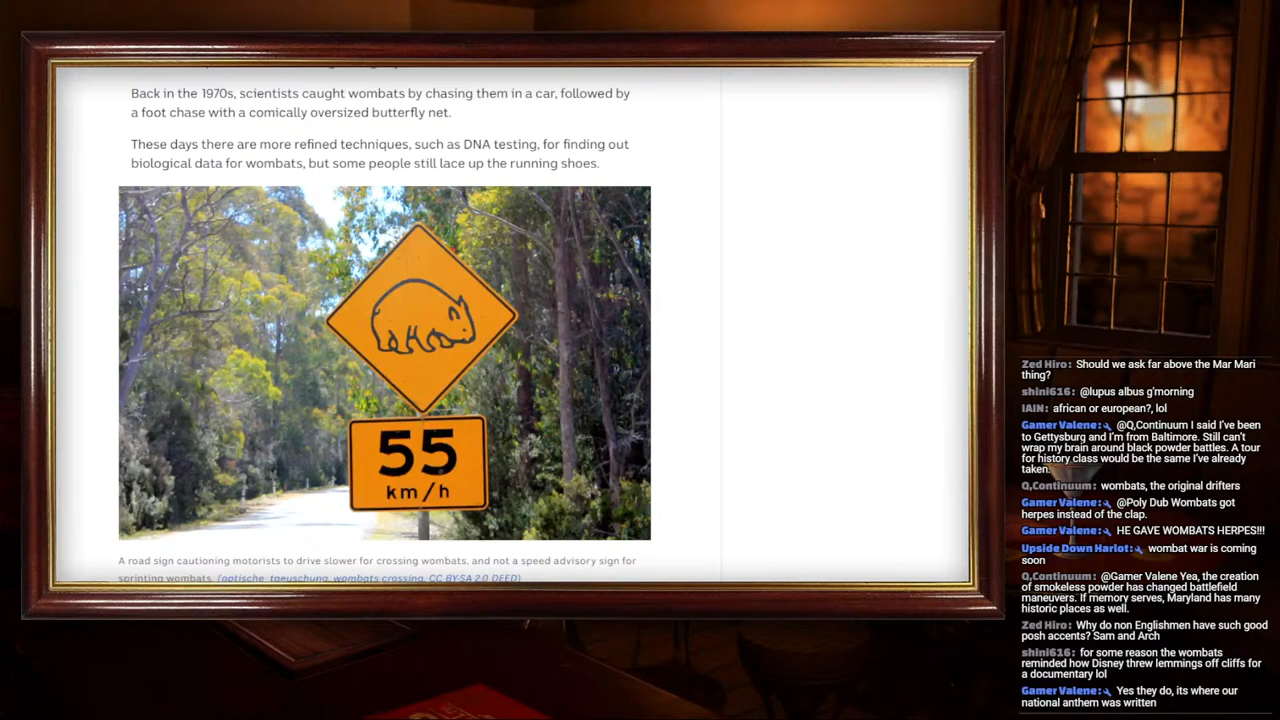 Back in the 1970s, scientists caught wombats by chasing them in a car, followed by
a foot chase with a comically oversized butterfly net.
These days there are more refined techniques, such as DNA testing, for finding out
biological data for wombats, but some people still lace up the running shoes.
55
km/h
A road sign cautioning motorists to drive slower for crossing wombats, and not a speed advisory sign for
sprinting wombats. (optische_taeuschung, wombats crossing, CC BY-SA 2.0 DEED)
Zed Hiro: Should we ask far above the Mar Mari
thing?
shini616: @lupus albus g'morning
IAIN: african or european?, lol
Gamer Valene: @Q,Continuum I said I've been
to Gettysburg and I'm from Baltimore. Still can't
wrap my brain around black powder battles. A tour
for history class would be the same I've already
taken.
Q,Continuum: wombats, the original drifters
Gamer Valene: @Poly Dub Wombats got
herpes instead of the clap.
Gamer Valene: HE GAVE WOMBATS HERPES!!!
Upside Down Harlot: wombat war is coming
soon
Q,Continuum: @Gamer Valene Yea, the creation
of smokeless powder has changed battlefield
maneuvers. If memory serves, Maryland has many
historic places as well.
Zed Hiro: Why do non Englishmen have such good
posh accents? Sam and Arch
shini616: for some reason the wombats
reminded how Disney threw lemmings off cliffs for
a documentary lol
Gamer Valene: Yes they do, its where our
national anthem was written